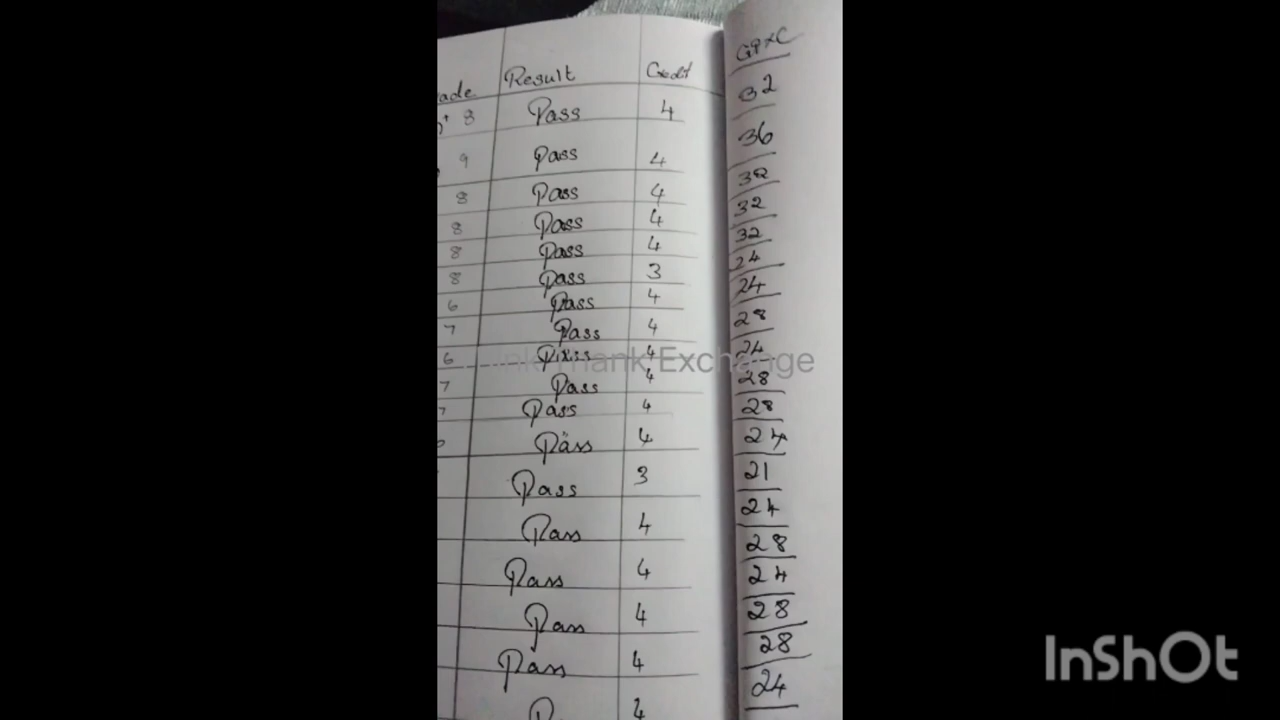 ade Result Credit GP×C
8 Pass 4 32
9 Pass 4 36
8 Pass 4 32
8 Pass 4 32
8 Pass 4 32
8 Pass 3 24
6 Pass 4 24
7 Pass 4 28
6 Pass 4 24
7 Pass 4 28
7 Pass 4 28
Pass 4 24
Pass 3 21
Pass 4 24
Pass 4 28
Pass 4 24
Pass 4 28
4 28
24
Thank Exchange
InShOt